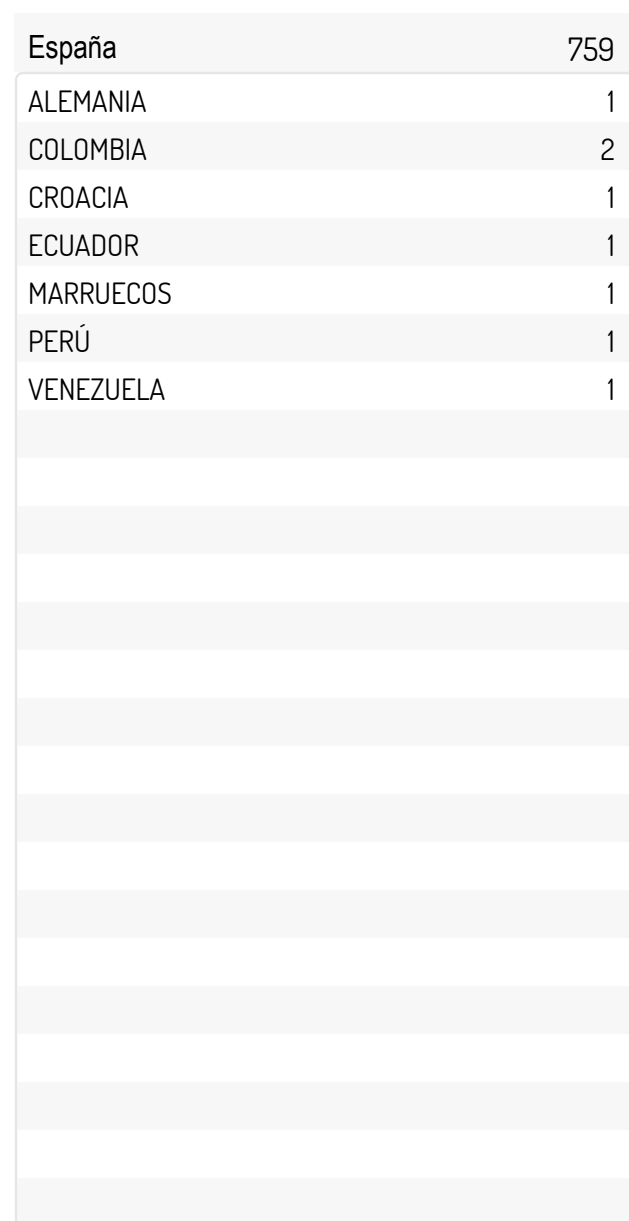 España 759
ALEMANIA 1
COLOMBIA 2
CROACIA 1
ECUADOR 1
MARRUECOS 1
PERÚ 1
VENEZUELA 1